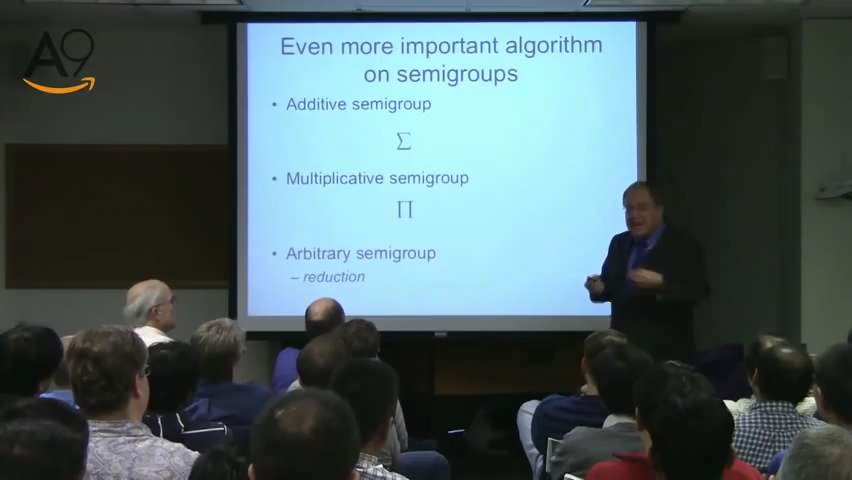 A9
Even more important algorithm
on semigroups
• Additive semigroup
Σ
• Multiplicative semigroup
∏
• Arbitrary semigroup
– reduction